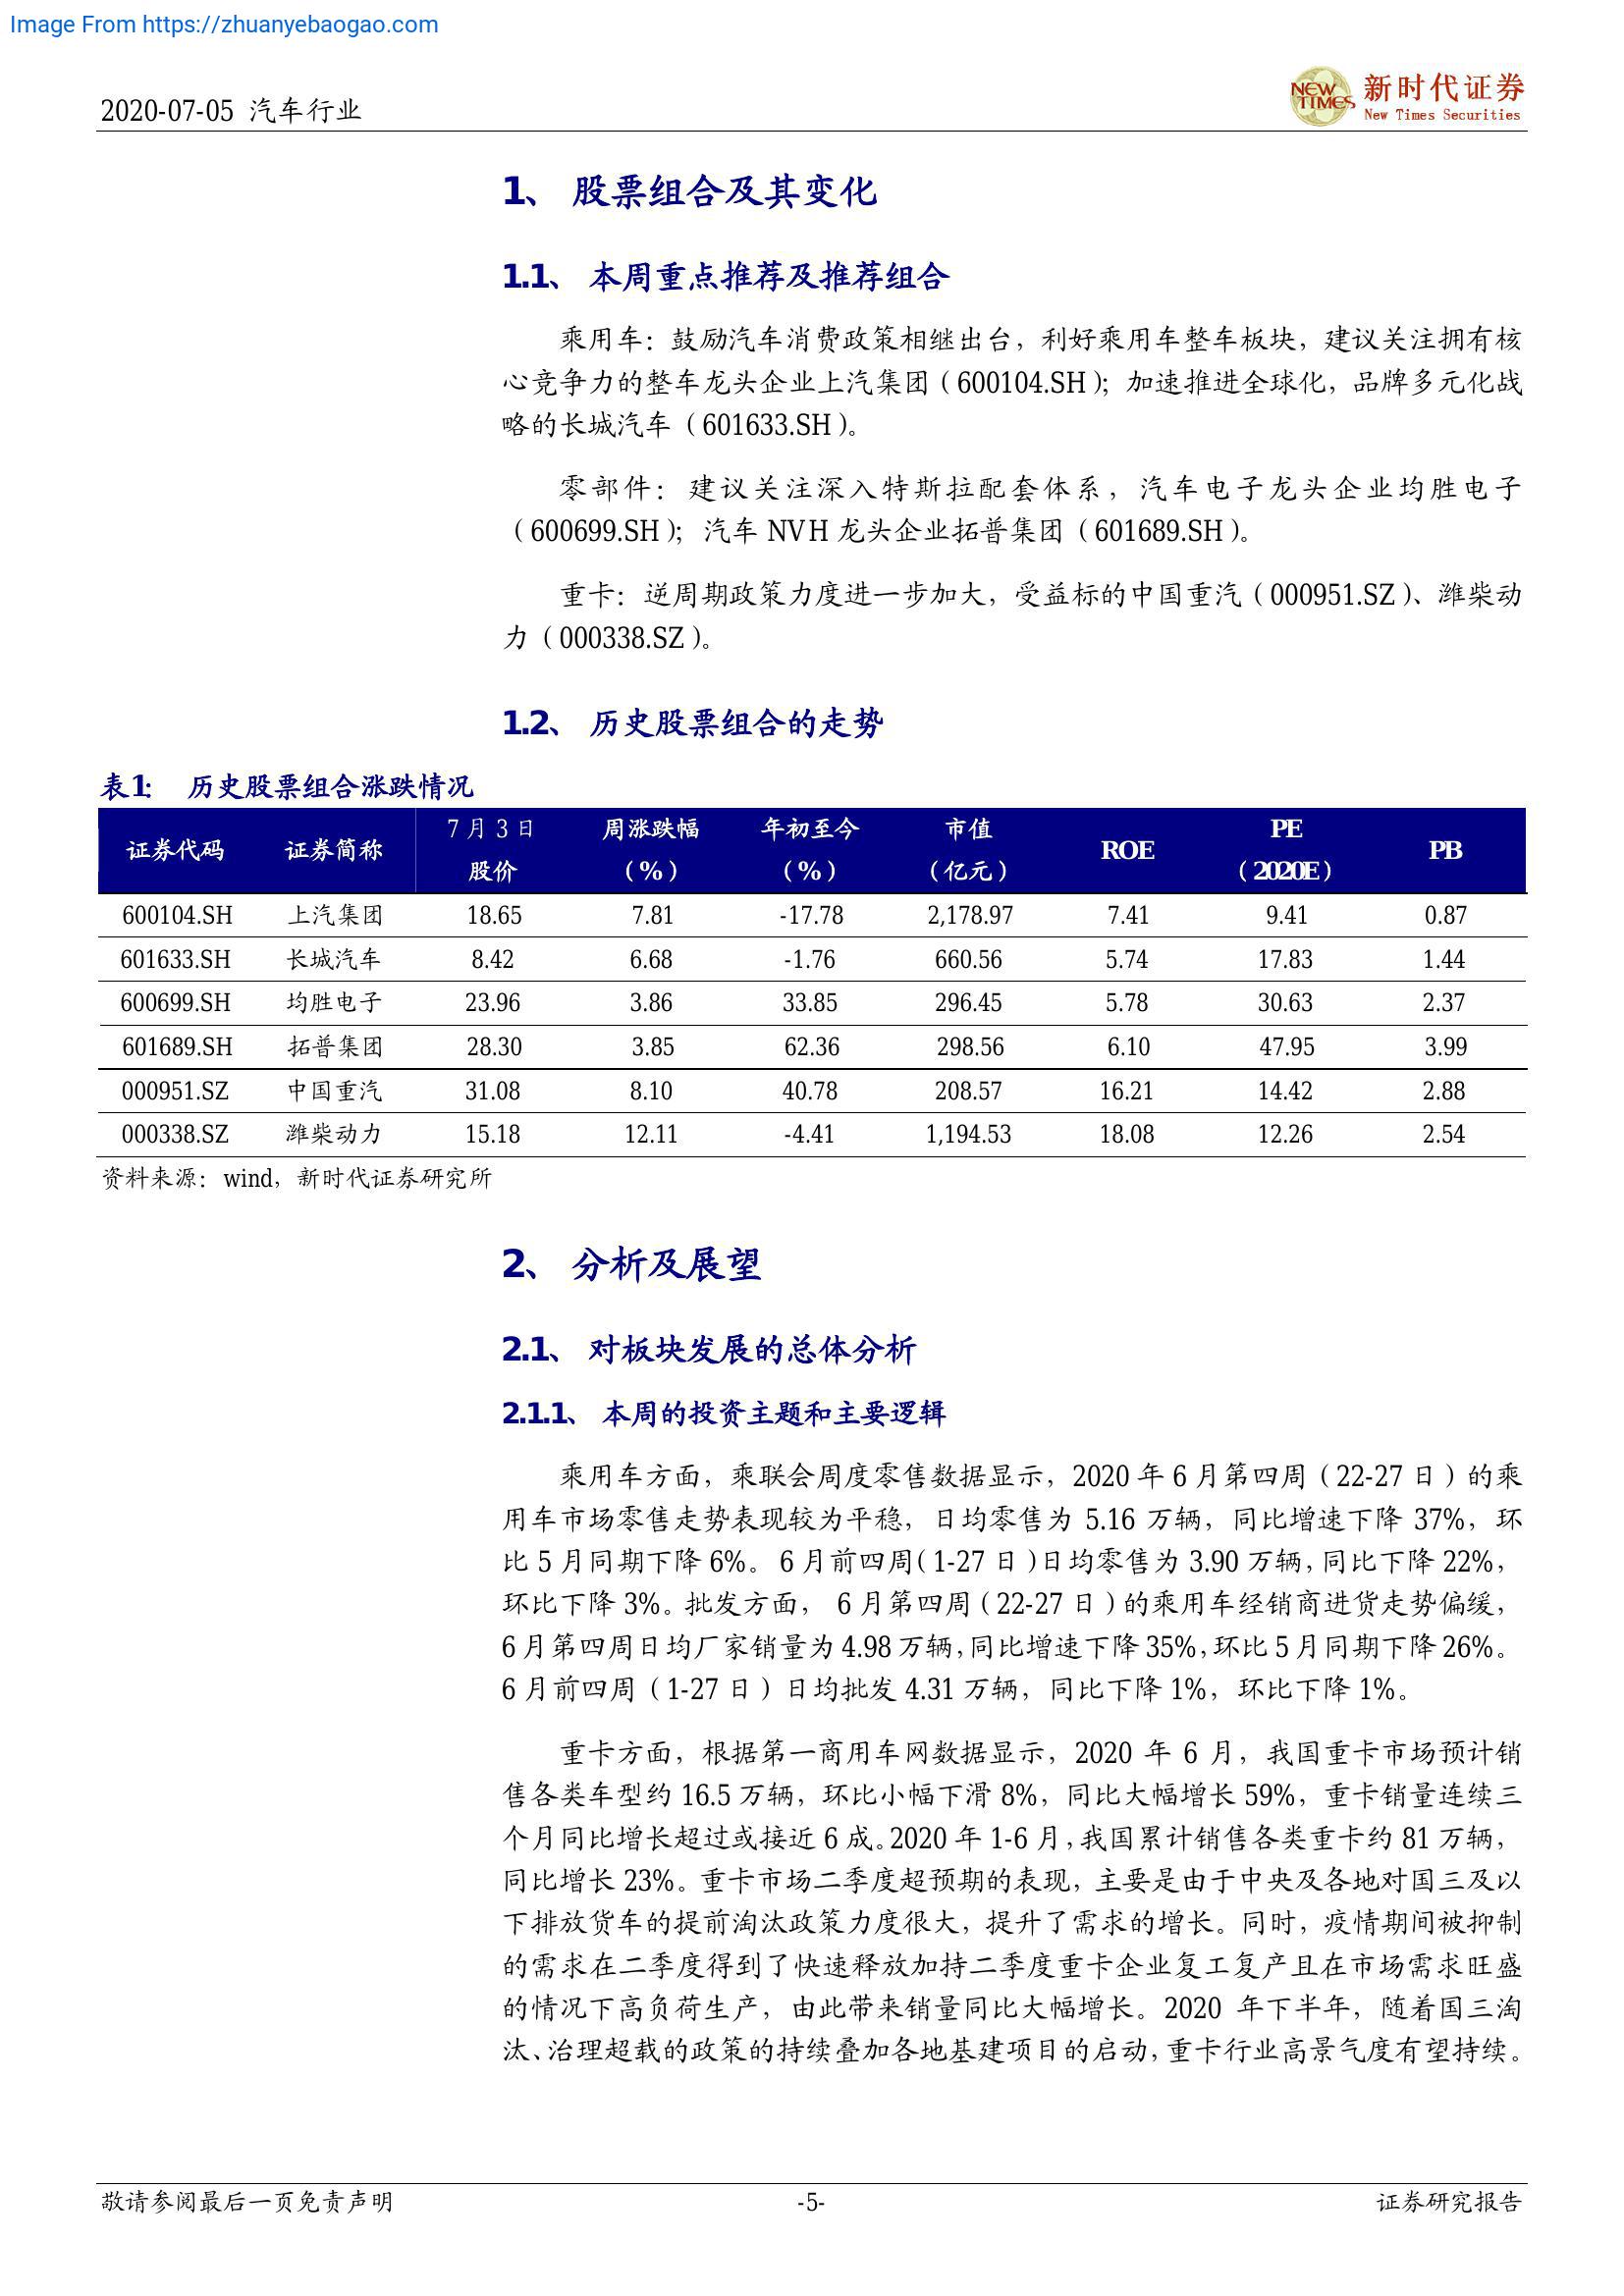 Image From https://zhuanyebaogao.com
2020-07-05 汽车行业
NEW TIMES 新时代证券
New Times Securities
1、 股票组合及其变化
1.1、 本周重点推荐及推荐组合
乘用车：鼓励汽车消费政策相继出台，利好乘用车整车板块，建议关注拥有核
心竞争力的整车龙头企业上汽集团（600104.SH）；加速推进全球化，品牌多元化战
略的长城汽车（601633.SH）。
零部件：建议关注深入特斯拉配套体系，汽车电子龙头企业均胜电子
（600699.SH）；汽车 NVH 龙头企业拓普集团（601689.SH）。
重卡：逆周期政策力度进一步加大，受益标的中国重汽（000951.SZ）、潍柴动
力（000338.SZ）。
1.2、 历史股票组合的走势
表1： 历史股票组合涨跌情况
证券代码 证券简称 7 月 3 日股价 周涨跌幅（%） 年初至今（%） 市值（亿元） ROE PE（2020E） PB
600104.SH 上汽集团 18.65 7.81 -17.78 2,178.97 7.41 9.41 0.87
601633.SH 长城汽车 8.42 6.68 -1.76 660.56 5.74 17.83 1.44
600699.SH 均胜电子 23.96 3.86 33.85 296.45 5.78 30.63 2.37
601689.SH 拓普集团 28.30 3.85 62.36 298.56 6.10 47.95 3.99
000951.SZ 中国重汽 31.08 8.10 40.78 208.57 16.21 14.42 2.88
000338.SZ 潍柴动力 15.18 12.11 -4.41 1,194.53 18.08 12.26 2.54
资料来源：wind，新时代证券研究所
2、 分析及展望
2.1、 对板块发展的总体分析
2.1.1、 本周的投资主题和主要逻辑
乘用车方面，乘联会周度零售数据显示，2020 年 6 月第四周（22-27 日）的乘
用车市场零售走势表现较为平稳，日均零售为 5.16 万辆，同比增速下降 37%，环
比 5 月同期下降 6%。6 月前四周（1-27 日）日均零售为 3.90 万辆，同比下降 22%，
环比下降 3%。批发方面， 6 月第四周（22-27 日）的乘用车经销商进货走势偏缓，
6 月第四周日均厂家销量为 4.98 万辆，同比增速下降 35%，环比 5 月同期下降 26%。
6 月前四周（1-27 日）日均批发 4.31 万辆，同比下降 1%，环比下降 1%。
重卡方面，根据第一商用车网数据显示，2020 年 6 月，我国重卡市场预计销
售各类车型约 16.5 万辆，环比小幅下滑 8%，同比大幅增长 59%，重卡销量连续三
个月同比增长超过或接近 6 成。2020 年 1-6 月，我国累计销售各类重卡约 81 万辆，
同比增长 23%。重卡市场二季度超预期的表现，主要是由于中央及各地对国三及以
下排放货车的提前淘汰政策力度很大，提升了需求的增长。同时，疫情期间被抑制
的需求在二季度得到了快速释放加持二季度重卡企业复工复产且在市场需求旺盛
的情况下高负荷生产，由此带来销量同比大幅增长。2020 年下半年，随着国三淘
汰、治理超载的政策的持续叠加各地基建项目的启动，重卡行业高景气度有望持续。
敬请参阅最后一页免责声明 -5- 证券研究报告